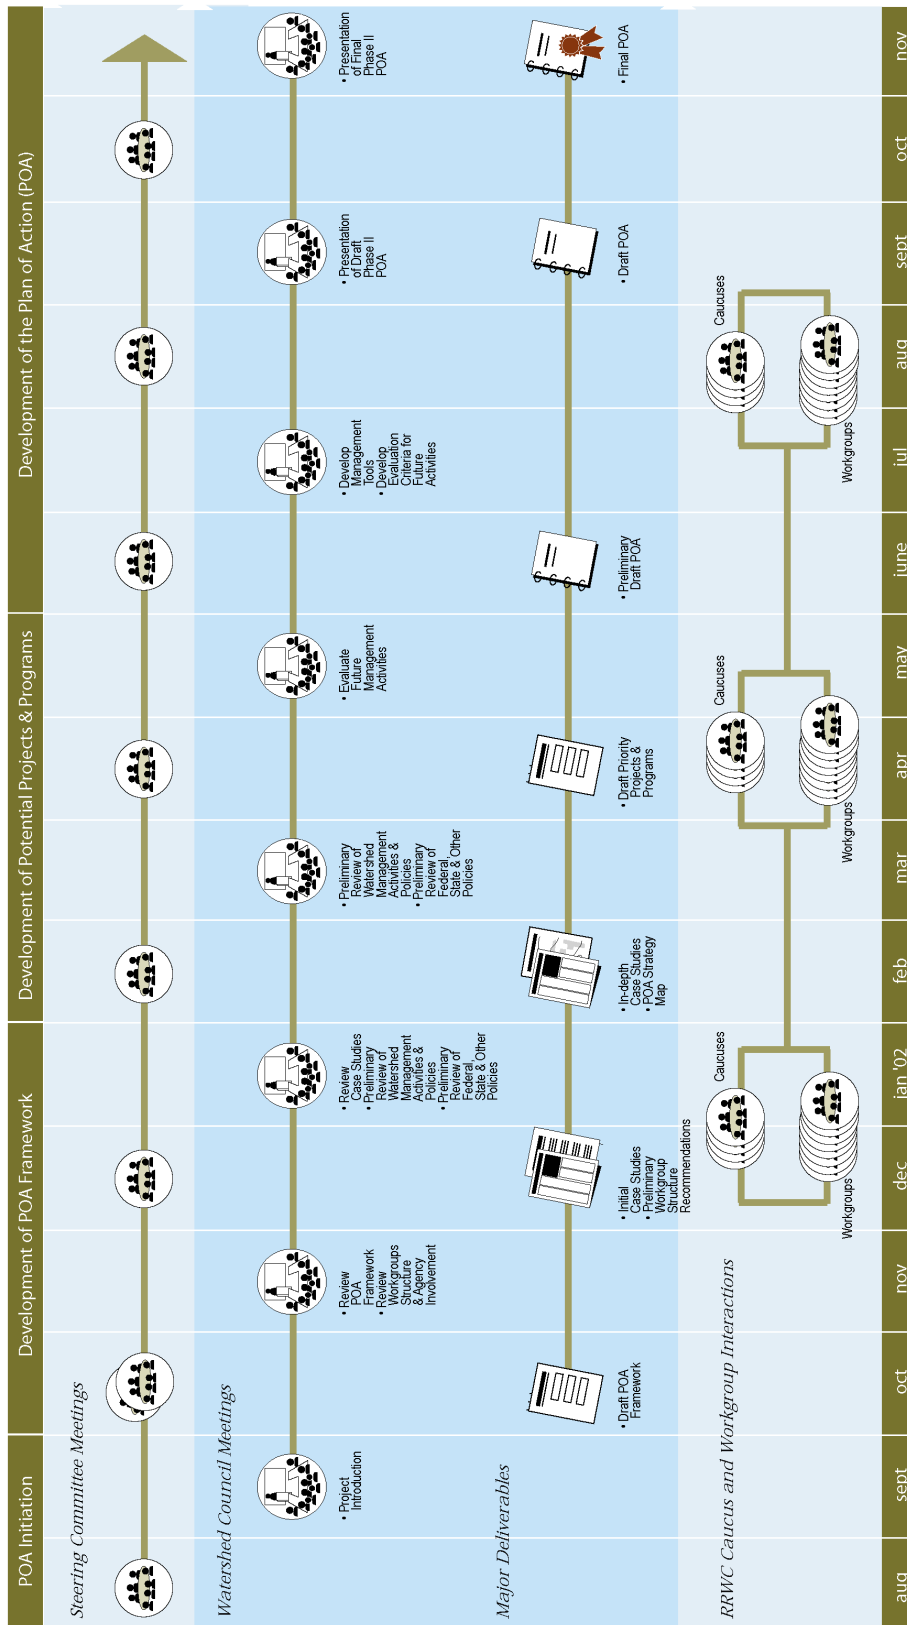 POA Initiation
Development of POA Framework
Development of Potential Projects & Programs
Development of the Plan of Action (POA)
Steering Committee Meetings
Watershed Council Meetings
• Project
Introduction
• Review
POA
Framework
• Review
Workgroups
Structure
& Agency
Involvement
• Review
Case Studies
• Preliminary
Review of
Watershed
Management
Activities &
Policies
• Preliminary
Review of
Federal,
State & Other
Policies
• Preliminary
Review of
Watershed
Management
Activities &
Policies
• Preliminary
Review of
Federal,
State & Other
Policies
• Evaluate
Future
Management
Activities
• Develop
Management
Tools
• Develop
Evaluation
Criteria for
Future
Activities
• Presentation
of Draft
Phase II
POA
• Presentation
of Final
Phase II
POA
Major Deliverables
• Draft POA
Framework
• Initial
Case Studies
• Preliminary
Workgroup
Structure
Recommendations
• In-depth
Case Studies
• POA Strategy
Map
• Draft Priority
Projects &
Programs
• Preliminary
Draft POA
• Draft POA
• Final POA
RRWC Caucus and Workgroup Interactions
Caucuses
Workgroups
Caucuses
Workgroups
Caucuses
Workgroups
aug
sept
oct
nov
dec
jan '02
feb
mar
apr
may
june
jul
aug
sept
oct
nov